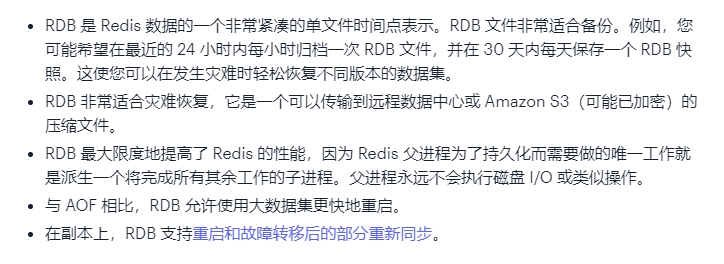 • RDB 是 Redis 数据的一个非常紧凑的单文件时间点表示。RDB 文件非常适合备份。例如，您
可能希望在最近的 24 小时内每小时归档一次 RDB 文件，并在 30 天内每天保存一个 RDB 快
照。这使您可以在发生灾难时轻松恢复不同版本的数据集。
• RDB 非常适合灾难恢复，它是一个可以传输到远程数据中心或 Amazon S3（可能已加密）的
压缩文件。
• RDB 最大限度地提高了 Redis 的性能，因为 Redis 父进程为了持久化而需要做的唯一工作就
是派生一个将完成所有其余工作的子进程。父进程永远不会执行磁盘 I/O 或类似操作。
• 与 AOF 相比，RDB 允许使用大数据集更快地重启。
• 在副本上，RDB 支持重启和故障转移后的部分重新同步。